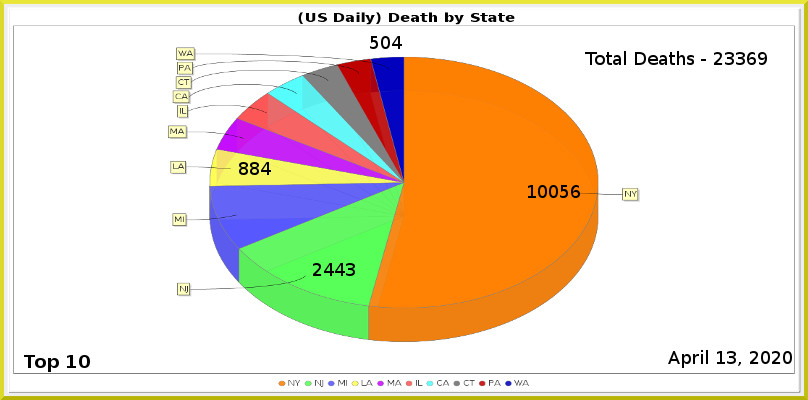 (US Daily) Death by State
504
Total Deaths - 23369
WA
PA
CT
CA
IL
MA
LA
884
10056
NY
MI
2443
NJ
Top 10
April 13, 2020
NY NJ MI LA MA IL CA CT PA WA